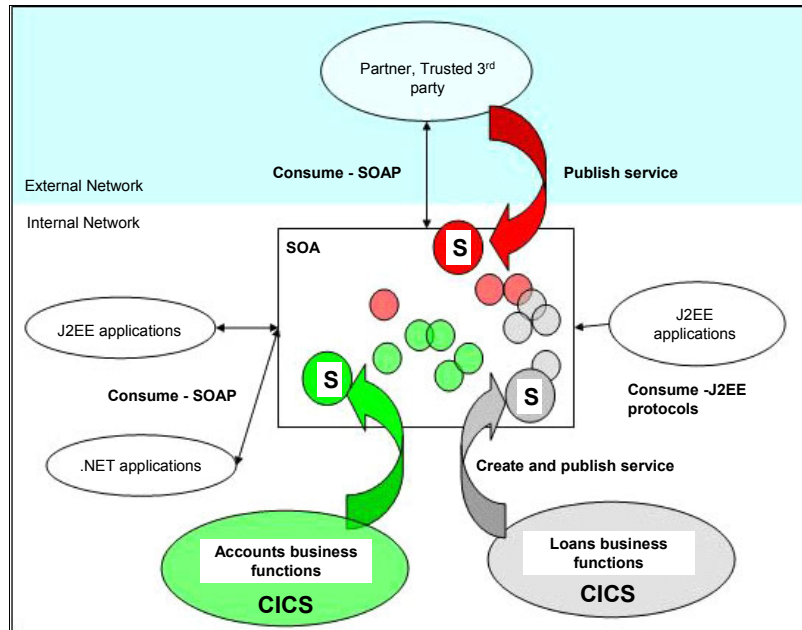 Partner, Trusted 3rd
party
Consume - SOAP
Publish service
External Network
Internal Network
SOA
S
J2EE applications
J2EE
applications
S
S
Consume - SOAP
Consume -J2EE
protocols
.NET applications
Create and publish service
Accounts business
functions
CICS
Loans business
functions
CICS